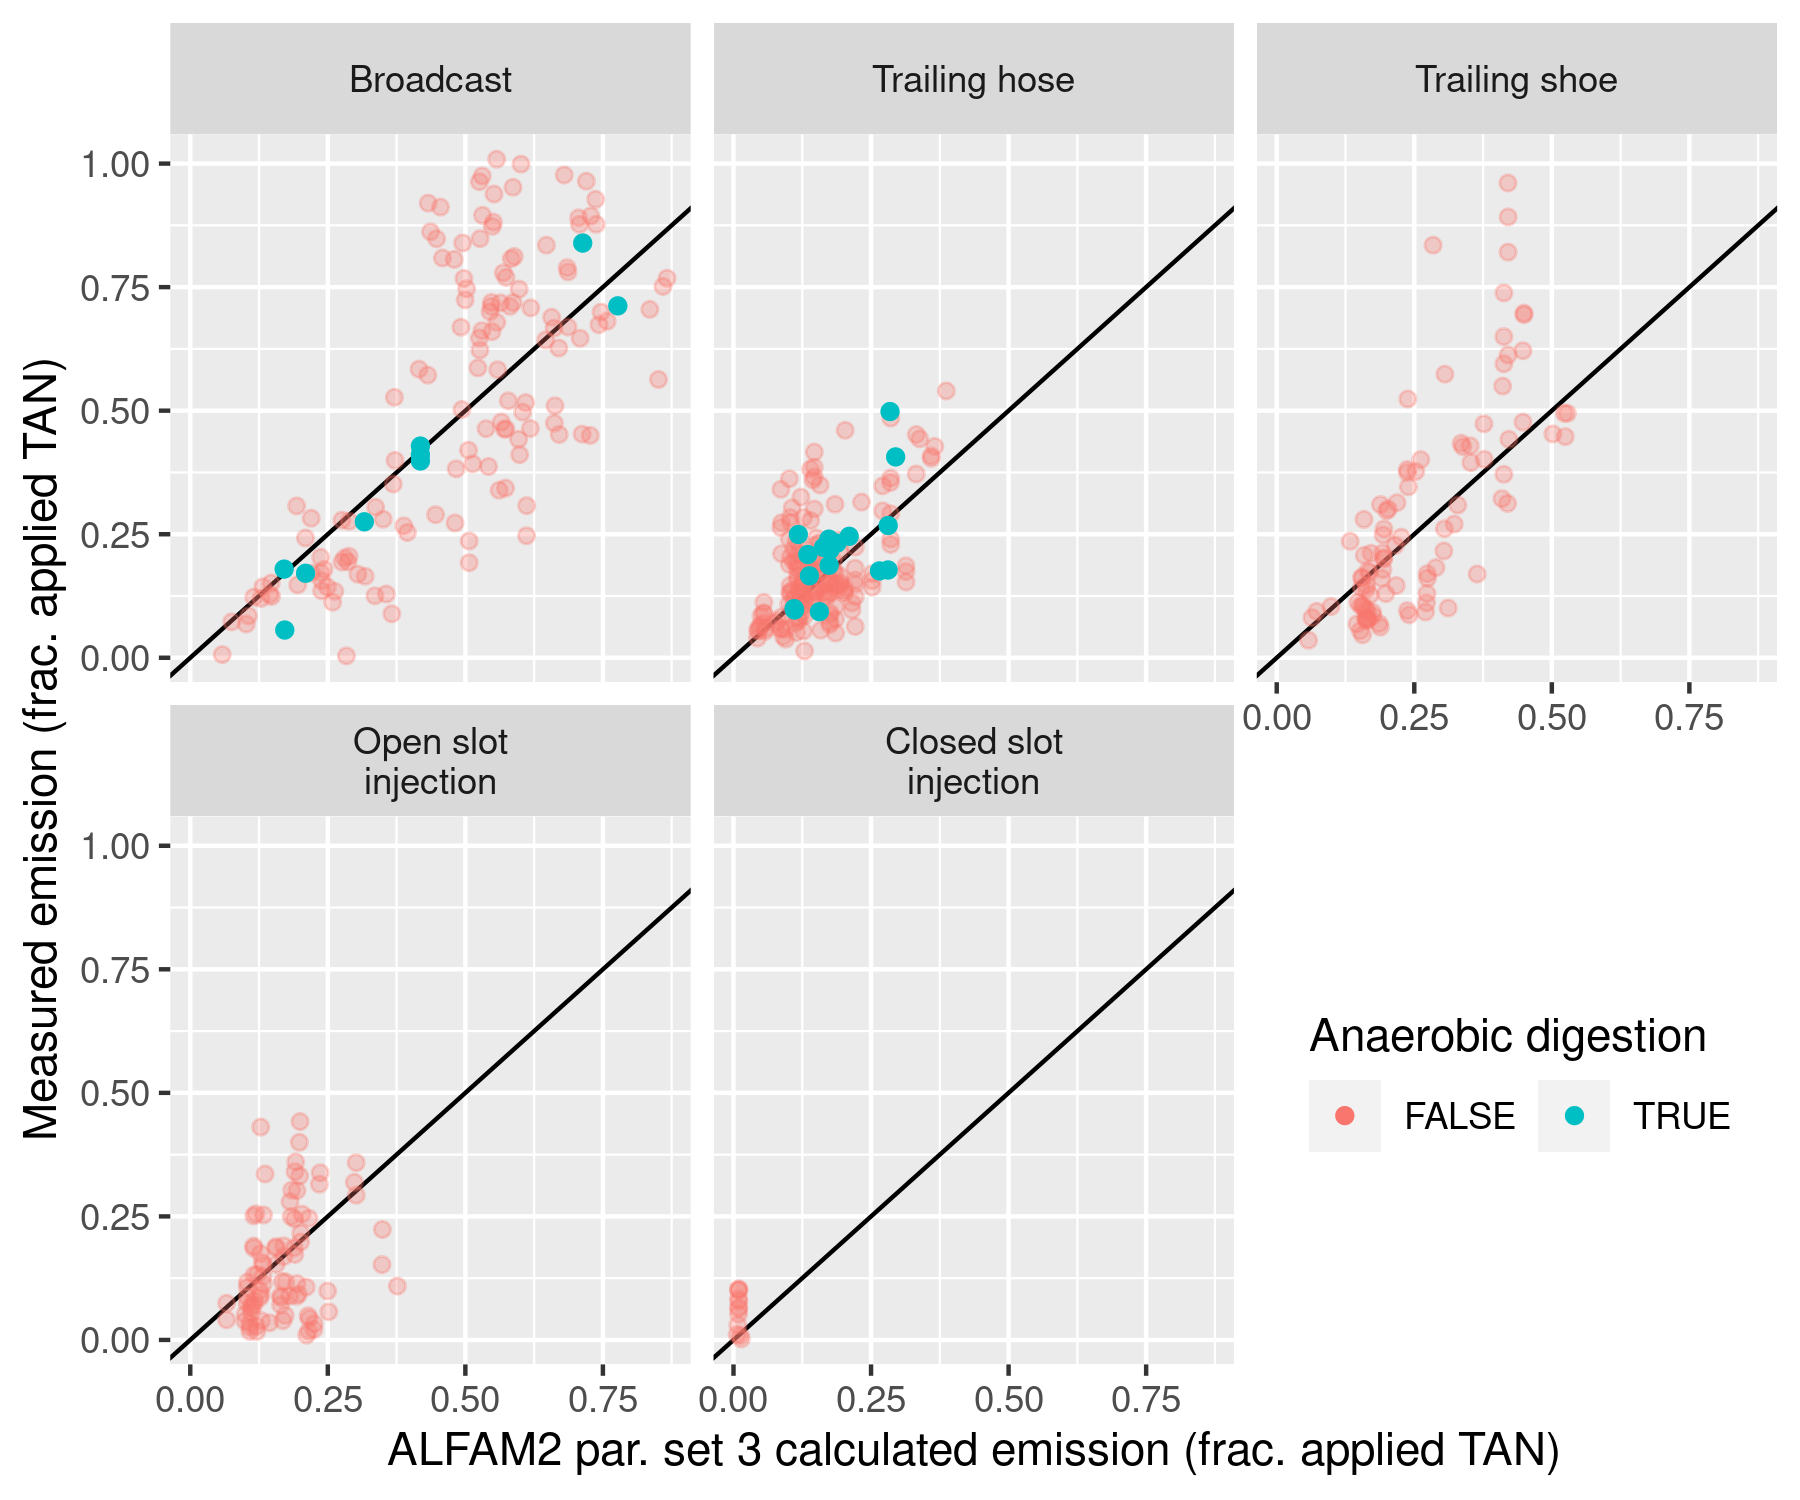 Broadcast
Trailing hose
Trailing shoe
1.00
0.75
0.50
0.25
0.00
0.00 0.25 0.50 0.75
Open slot
injection
Closed slot
injection
1.00
0.75
0.50
0.25
0.00
0.00 0.25 0.50 0.75
0.00 0.25 0.50 0.75
Measured emission (frac. applied TAN)
ALFAM2 par. set 3 calculated emission (frac. applied TAN)
Anaerobic digestion
FALSE TRUE